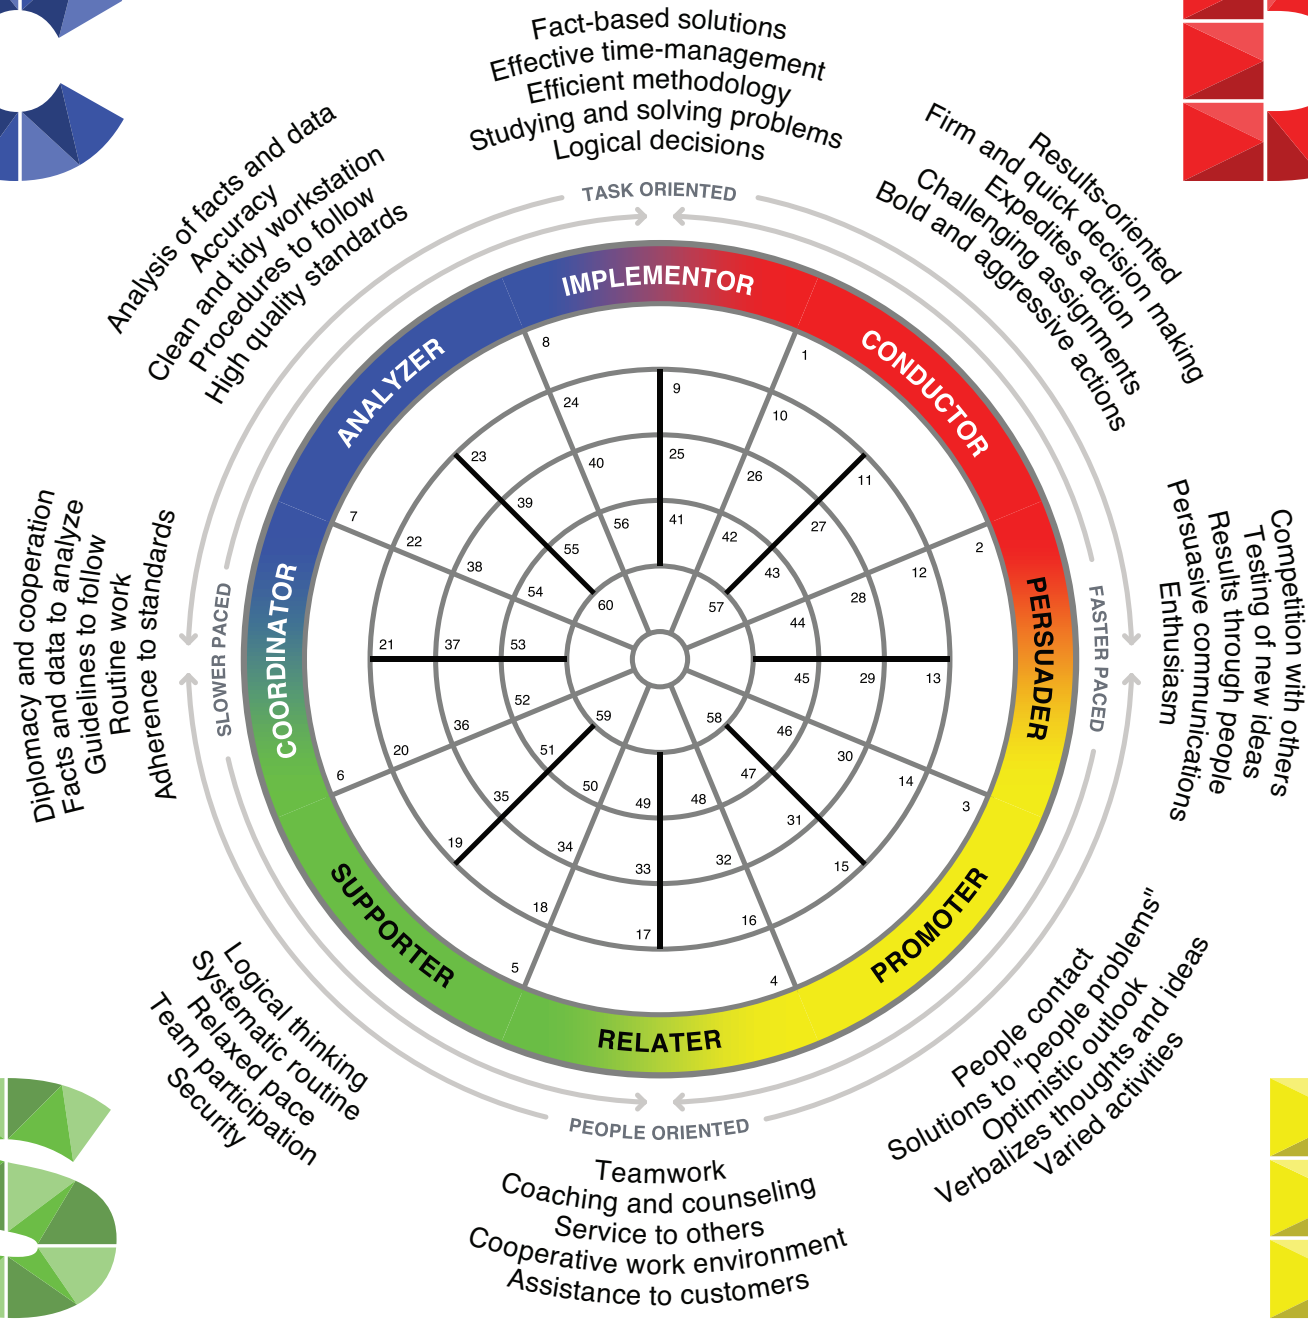 Fact-based solutions
Effective time-management
Efficient methodology
Studying and solving problems
Logical decisions
Results-oriented
Firm and quick decision making
Expedites action
Challenging assignments
Bold and aggressive actions
Analysis of facts and data
Accuracy
Clean and tidy workstation
Procedures to follow
High quality standards
TASK ORIENTED
IMPLEMENTOR
CONDUCTOR
ANALYZER
PERSUADER
COORDINATOR
PROMOTER
SUPPORTER
RELATER
FASTER PACED
SLOWER PACED
PEOPLE ORIENTED
Competition with others
Testing of new ideas
Results through people
Persuasive communications
Enthusiasm
Diplomacy and cooperation
Facts and data to analyze
Guidelines to follow
Routine work
Adherence to standards
1
2
3
4
5
6
7
8
9
10
11
12
13
14
15
16
17
18
19
20
21
22
23
24
25
26
27
28
29
30
31
32
33
34
35
36
37
38
39
40
41
42
43
44
45
46
47
48
49
50
51
52
53
54
55
56
57
58
59
60
People contact
Solutions to "people problems"
Optimistic outlook
Verbalizes thoughts and ideas
Varied activities
Logical thinking
Systematic routine
Relaxed pace
Team participation
Security
Teamwork
Coaching and counseling
Service to others
Cooperative work environment
Assistance to customers
C
D
S
I